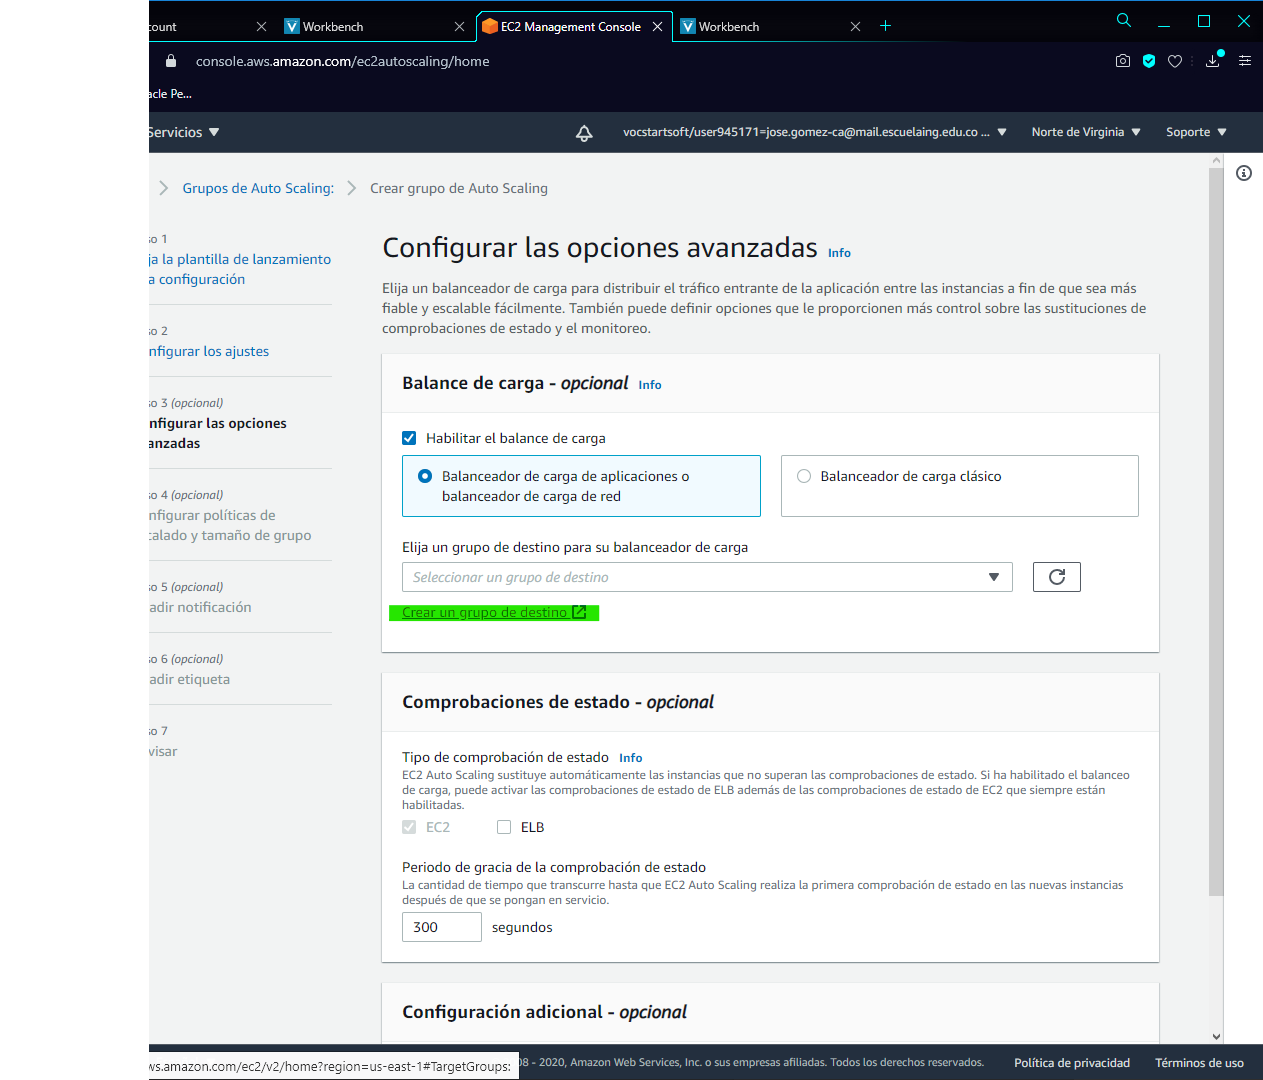 count
Workbench
EC2 Management Console
Workbench
console.aws.amazon.com/ec2autoscaling/home
acle Pe...
Servicios
vocstartsoft/user945171=jose.gomez-ca@mail.escuelaing.edu.co ...
Norte de Virginia
Soporte
Grupos de Auto Scaling:
Crear grupo de Auto Scaling
so 1
ja la plantilla de lanzamiento
a configuración
so 2
nfigurar los ajustes
so 3 (opcional)
nfigurar las opciones
anzadas
so 4 (opcional)
nfigurar políticas de
calado y tamaño de grupo
so 5 (opcional)
adir notificación
so 6 (opcional)
adir etiqueta
so 7
visar
Configurar las opciones avanzadas Info
Elija un balanceador de carga para distribuir el tráfico entrante de la aplicación entre las instancias a fin de que sea más
fiable y escalable fácilmente. También puede definir opciones que le proporcionen más control sobre las sustituciones de
comprobaciones de estado y el monitoreo.
Balance de carga - opcional Info
Habilitar el balance de carga
Balanceador de carga de aplicaciones o
balanceador de carga de red
Balanceador de carga clásico
Elija un grupo de destino para su balanceador de carga
Seleccionar un grupo de destino
Crear un grupo de destino
Comprobaciones de estado - opcional
Tipo de comprobación de estado Info
EC2 Auto Scaling sustituye automáticamente las instancias que no superan las comprobaciones de estado. Si ha habilitado el balanceo
de carga, puede activar las comprobaciones de estado de ELB además de las comprobaciones de estado de EC2 que siempre están
habilitadas.
EC2
ELB
Periodo de gracia de la comprobación de estado
La cantidad de tiempo que transcurre hasta que EC2 Auto Scaling realiza la primera comprobación de estado en las nuevas instancias
después de que se pongan en servicio.
300
segundos
Configuración adicional - opcional
ws.amazon.com/ec2/v2/home?region=us-east-1#TargetGroups:
08 - 2020, Amazon Web Services, Inc. o sus empresas afiliadas. Todos los derechos reservados.
Política de privacidad
Términos de uso